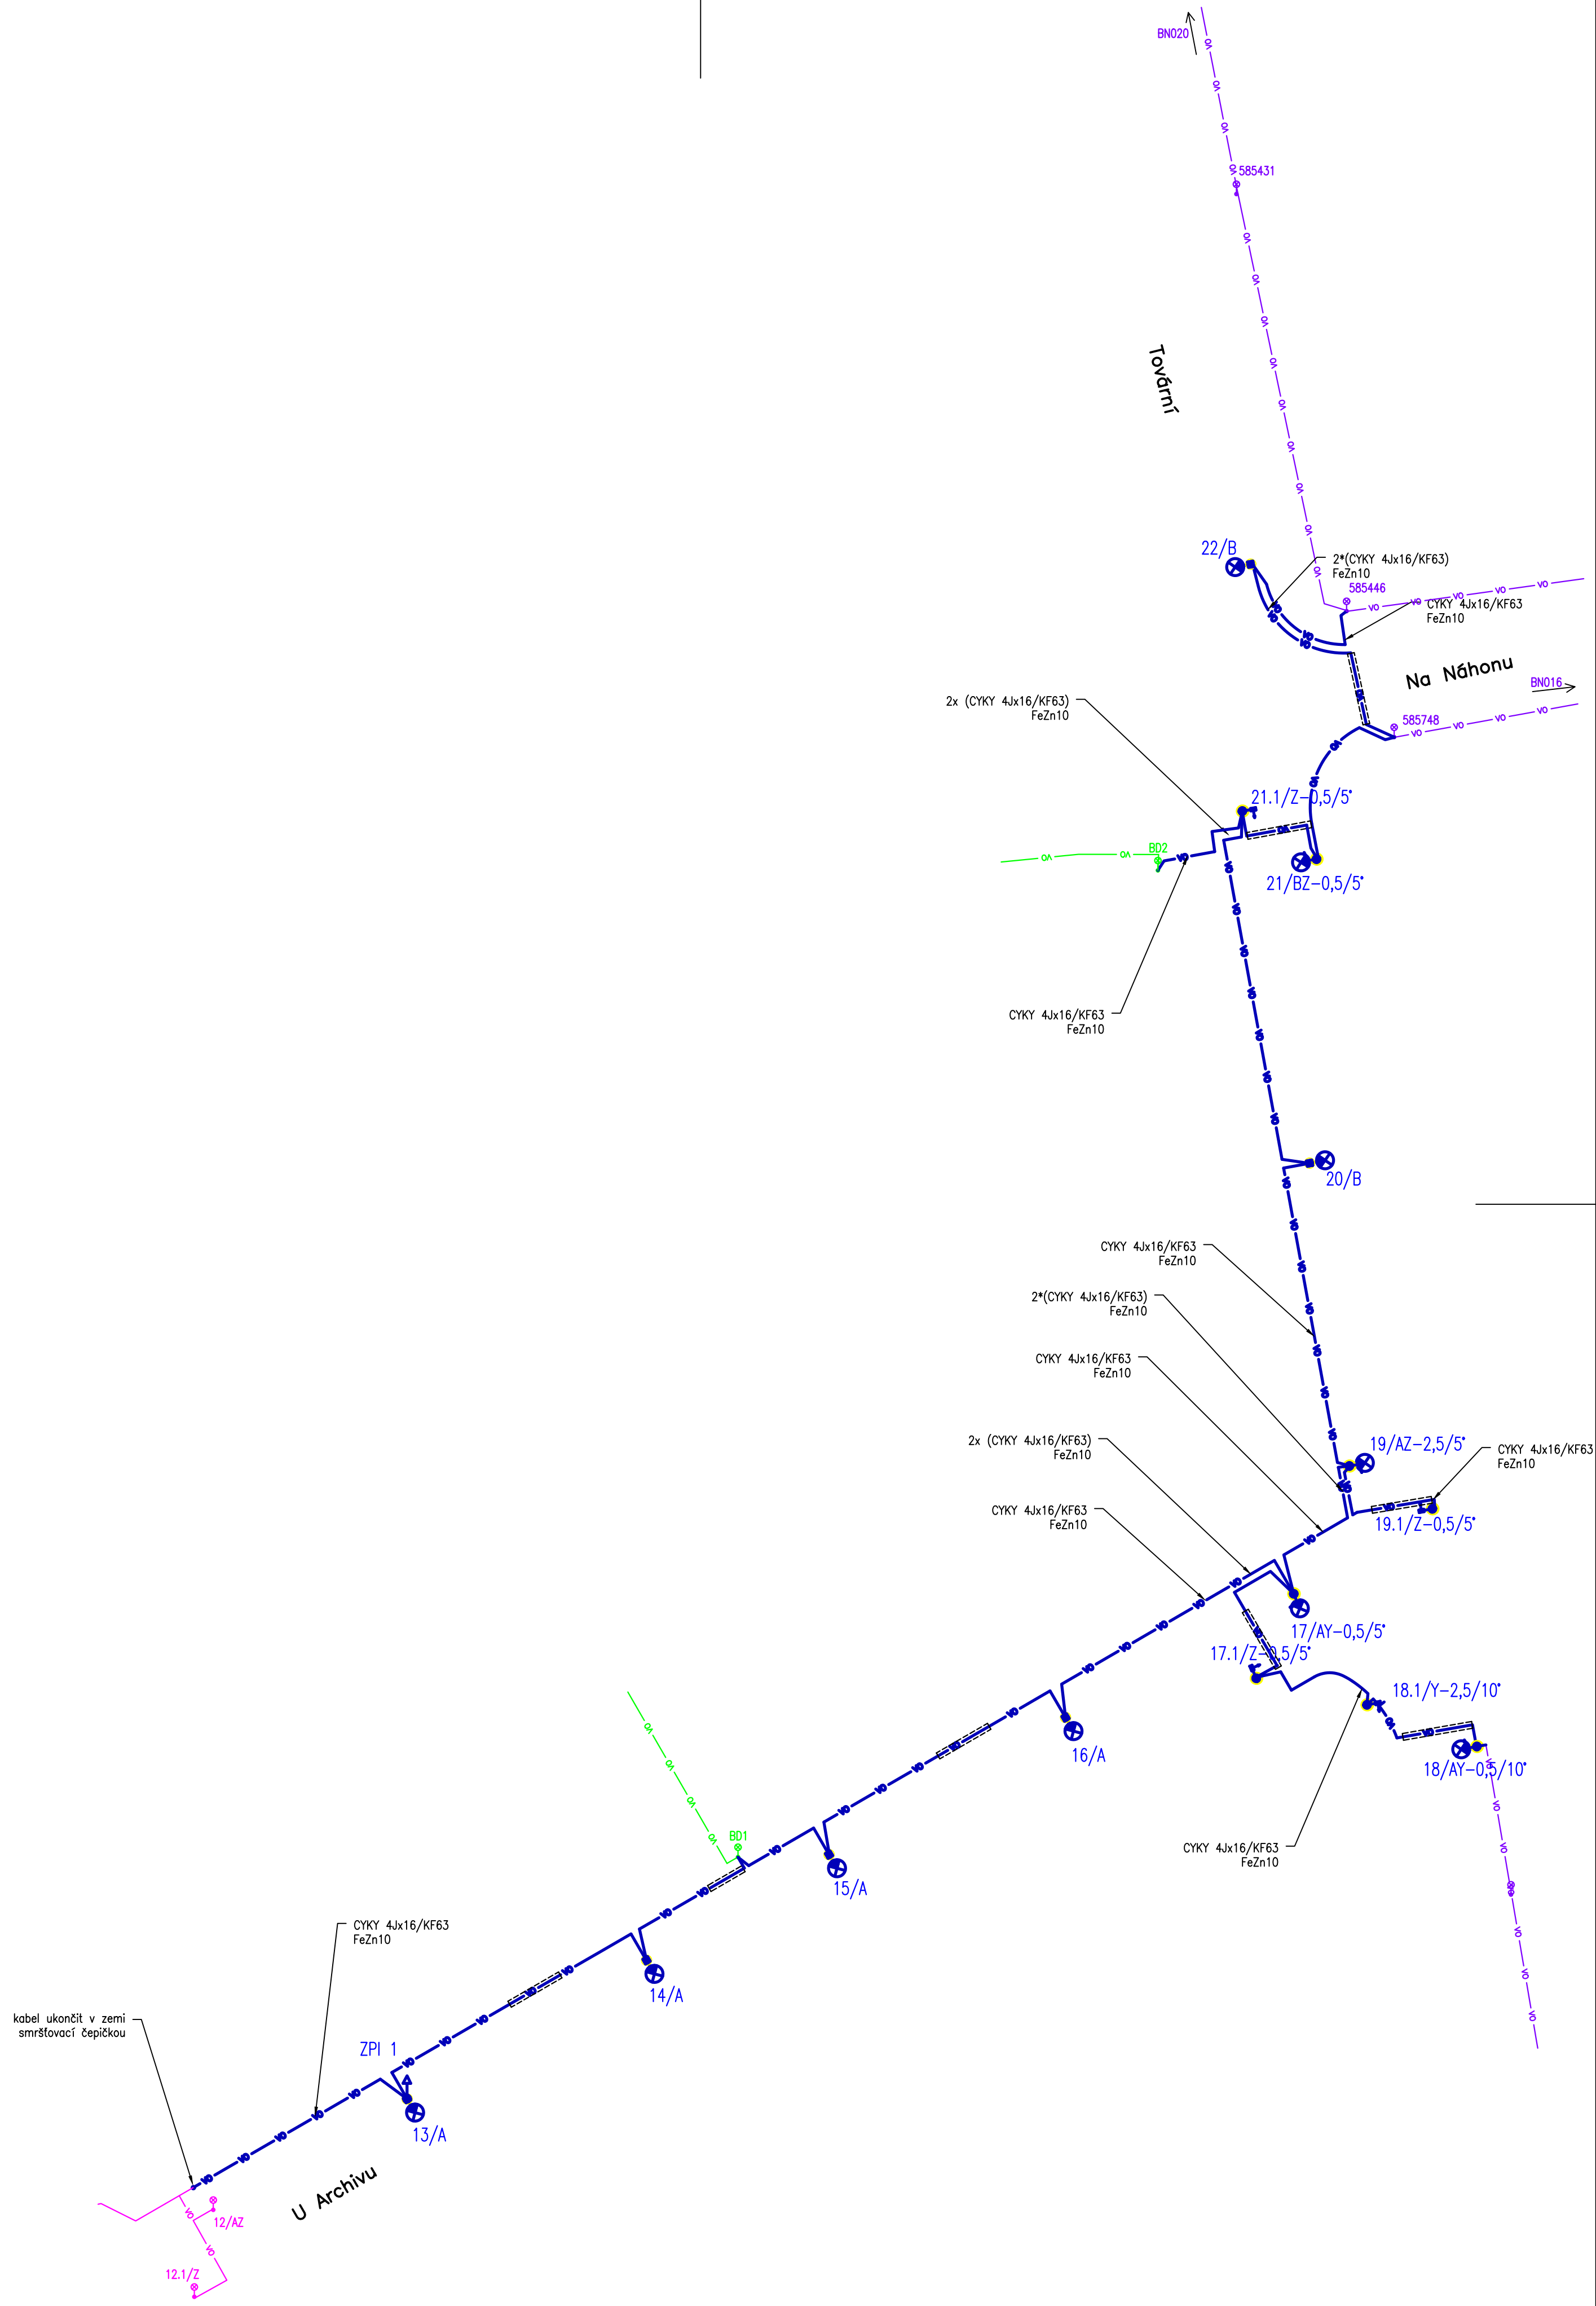 BN020
585431
Tovární
22/B
2*(CYKY 4Jx16/KF63)
FeZn10
585446
CYKY 4Jx16/KF63
FeZn10
Na Náhonu
BN016
2x (CYKY 4Jx16/KF63)
FeZn10
585748
21.1/Z-0,5/5°
BD2
21/BZ-0,5/5°
CYKY 4Jx16/KF63
FeZn10
20/B
CYKY 4Jx16/KF63
FeZn10
2*(CYKY 4Jx16/KF63)
FeZn10
CYKY 4Jx16/KF63
FeZn10
2x (CYKY 4Jx16/KF63)
FeZn10
19/AZ-2,5/5°
CYKY 4Jx16/KF63
FeZn10
CYKY 4Jx16/KF63
FeZn10
19.1/Z-0,5/5°
17/AY-0,5/5°
17.1/Z-0,5/5°
18.1/Y-2,5/10°
16/A
18/AY-0,5/10°
BD1
CYKY 4Jx16/KF63
FeZn10
15/A
CYKY 4Jx16/KF63
FeZn10
14/A
kabel ukončit v zemi
smršťovací čepičkou
ZPI 1
13/A
U Archivu
12/AZ
12.1/Z